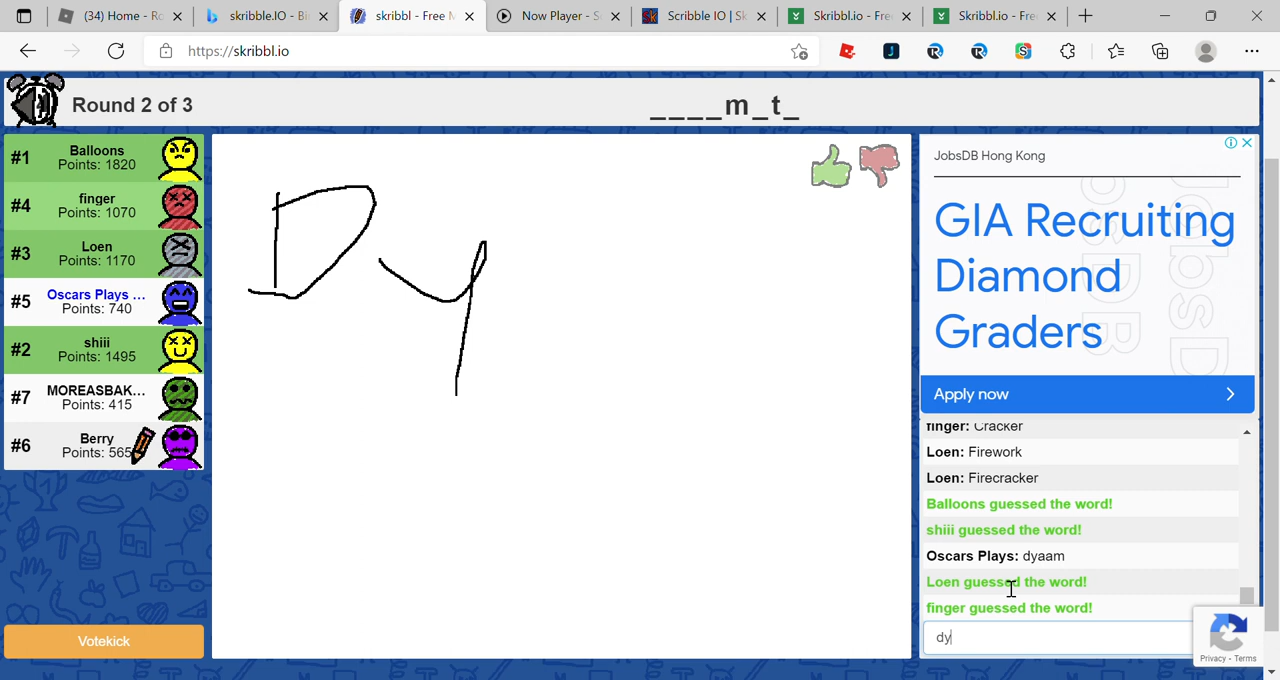 (34) Home - Ro
skribble.IO - Bin
skribbl - Free M
Now Player - S
Scribble IO | Sk
Skribbl.io - Free
Skribbl.io - Free
https://skribbl.io
Round 2 of 3
____m_t_
#1 Balloons
Points: 1820
#4 finger
Points: 1070
#3 Loen
Points: 1170
#5 Oscars Plays ...
Points: 740
#2 shiii
Points: 1495
#7 MOREASBAK...
Points: 415
#6 Berry
Points: 565
Votekick
Dy
JobsDB Hong Kong
GIA Recruiting
Diamond
Graders
Apply now
finger: Cracker
Loen: Firework
Loen: Firecracker
Balloons guessed the word!
shiii guessed the word!
Oscars Plays: dyaam
Loen guessed the word!
finger guessed the word!
dy
Privacy - Terms